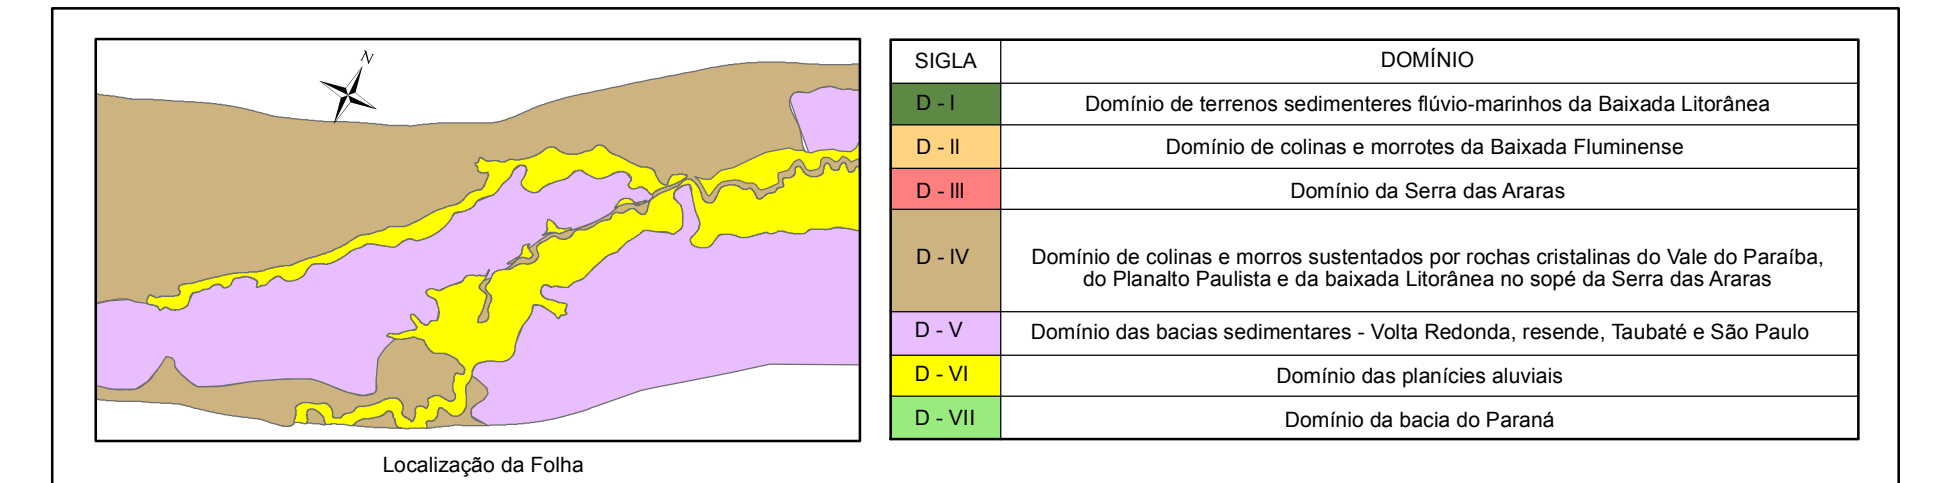 N
Localização da Folha
SIGLA DOMÍNIO
D - I Domínio de terrenos sedimenteres flúvio-marinhos da Baixada Litorânea
D - II Domínio de colinas e morrotes da Baixada Fluminense
D - III Domínio da Serra das Araras
D - IV Domínio de colinas e morros sustentados por rochas cristalinas do Vale do Paraíba,
do Planalto Paulista e da baixada Litorânea no sopé da Serra das Araras
D - V Domínio das bacias sedimentares - Volta Redonda, resende, Taubaté e São Paulo
D - VI Domínio das planícies aluviais
D - VII Domínio da bacia do Paraná